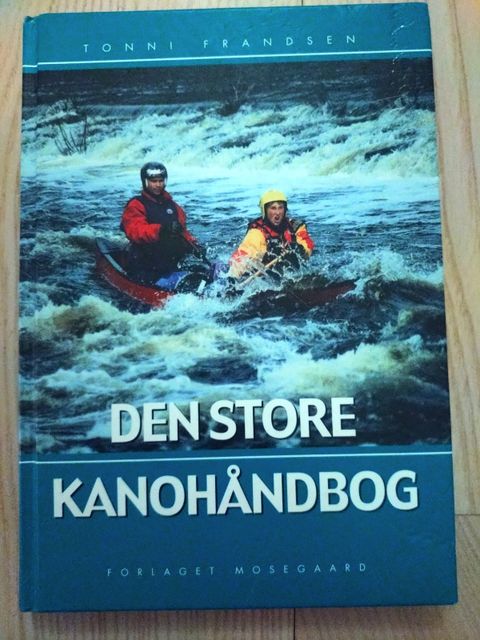 TONNI FRANDSEN
DEN STORE
KANOHÅNDBOG
FORLAGET MOSEGAARD